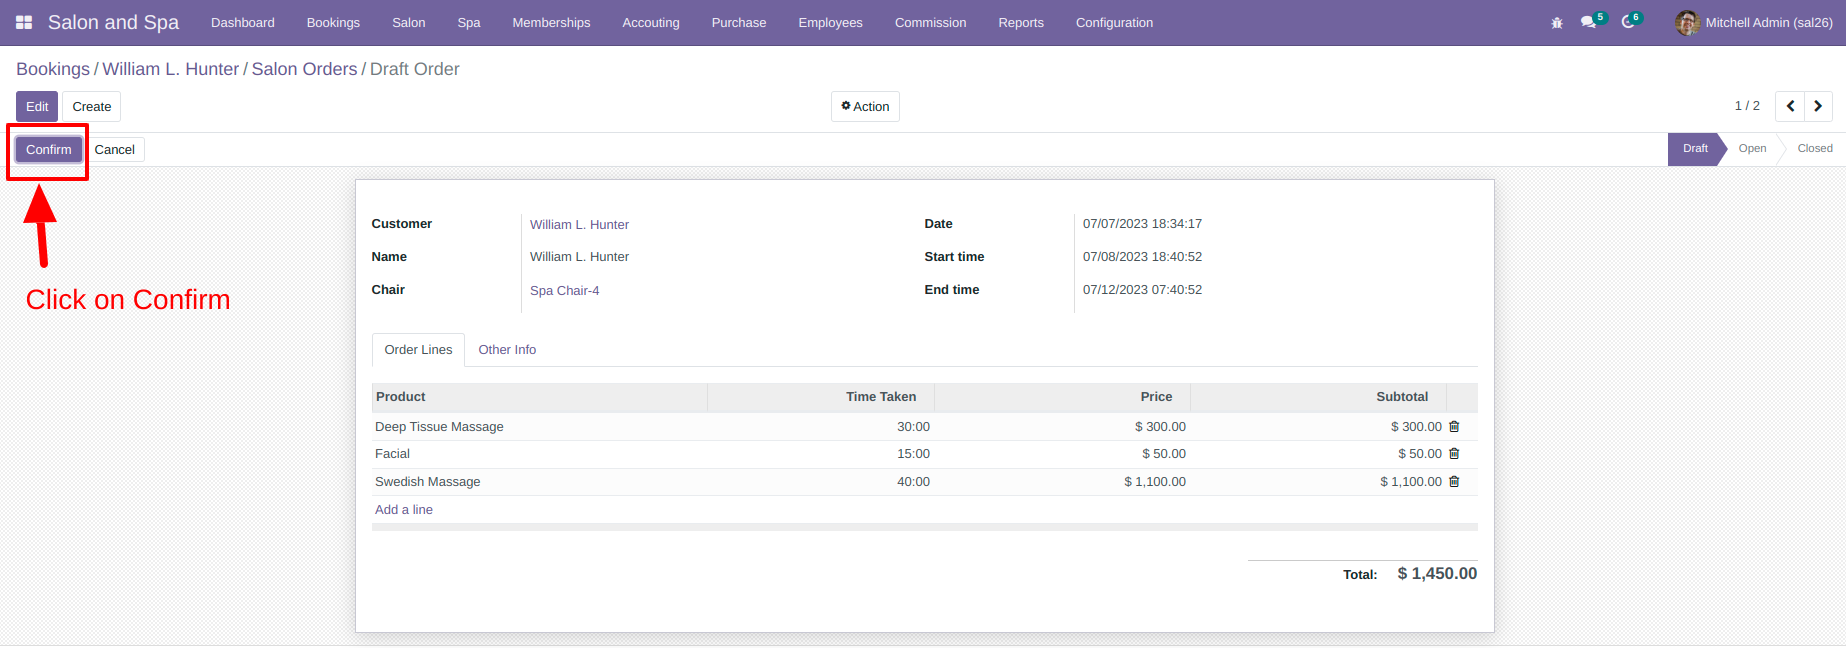 Salon and Spa Dashboard Bookings Salon Spa Memberships Accouting Purchase Employees Commission Reports Configuration 5 6 Mitchell Admin (sal26)
Bookings / William L. Hunter / Salon Orders / Draft Order
Edit Create Action 1 / 2
Confirm Cancel Draft Open Closed
Click on Confirm
Customer William L. Hunter Date 07/07/2023 18:34:17
Name William L. Hunter Start time 07/08/2023 18:40:52
Chair Spa Chair-4 End time 07/12/2023 07:40:52
Order Lines Other Info
Product Time Taken Price Subtotal
Deep Tissue Massage 30:00 $ 300.00 $ 300.00
Facial 15:00 $ 50.00 $ 50.00
Swedish Massage 40:00 $ 1,100.00 $ 1,100.00
Add a line
Total: $ 1,450.00